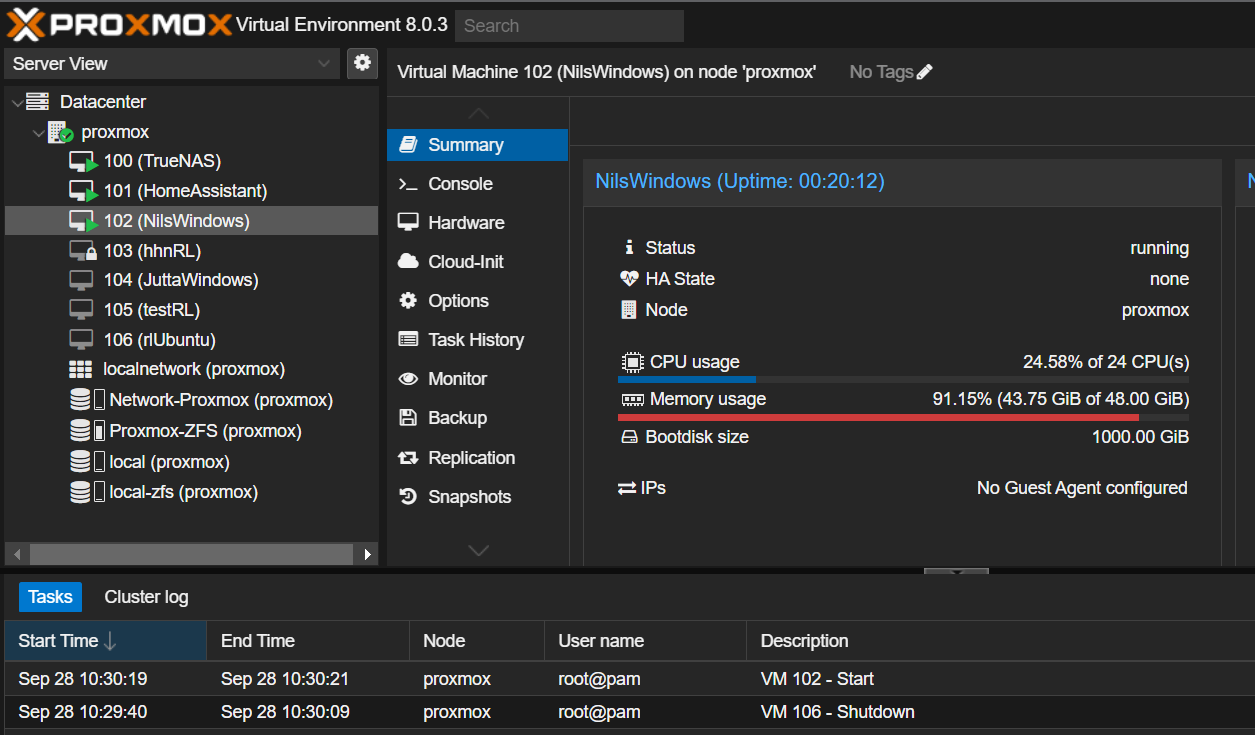 PROXMOX Virtual Environment 8.0.3 Search
Server View
Virtual Machine 102 (NilsWindows) on node 'proxmox' No Tags
Datacenter
proxmox
100 (TrueNAS)
101 (HomeAssistant)
102 (NilsWindows)
103 (hhnRL)
104 (JuttaWindows)
105 (testRL)
106 (rlUbuntu)
localnetwork (proxmox)
Network-Proxmox (proxmox)
Proxmox-ZFS (proxmox)
local (proxmox)
local-zfs (proxmox)
Summary
Console
Hardware
Cloud-Init
Options
Task History
Monitor
Backup
Replication
Snapshots
NilsWindows (Uptime: 00:20:12)
Status running
HA State none
Node proxmox
CPU usage 24.58% of 24 CPU(s)
Memory usage 91.15% (43.75 GiB of 48.00 GiB)
Bootdisk size 1000.00 GiB
IPs No Guest Agent configured
Tasks Cluster log
Start Time End Time Node User name Description
Sep 28 10:30:19 Sep 28 10:30:21 proxmox root@pam VM 102 - Start
Sep 28 10:29:40 Sep 28 10:30:09 proxmox root@pam VM 106 - Shutdown